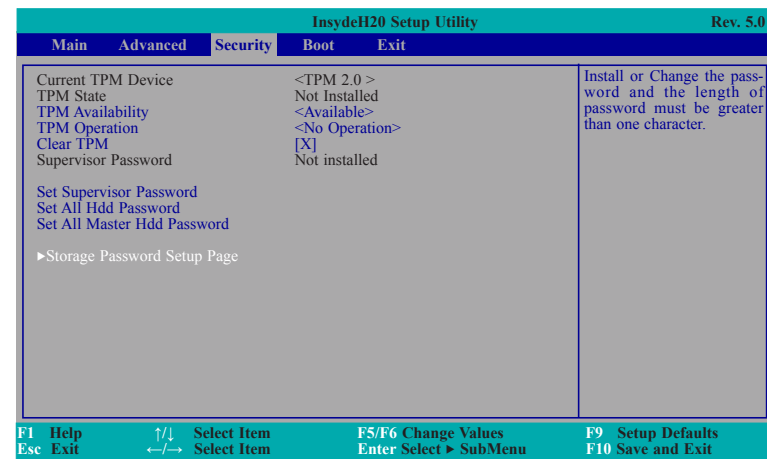 InsydeH20 Setup Utility Rev. 5.0
Main Advanced Security Boot Exit
Current TPM Device <TPM 2.0 >
TPM State Not Installed
TPM Availability <Available>
TPM Operation <No Operation>
Clear TPM [X]
Supervisor Password Not installed
Set Supervisor Password
Set All Hdd Password
Set All Master Hdd Password
▶Storage Password Setup Page
Install or Change the pass-
word and the length of
password must be greater
than one character.
F1 Help ↑/↓ Select Item F5/F6 Change Values F9 Setup Defaults
Esc Exit ←/→ Select Item Enter Select ▶ SubMenu F10 Save and Exit